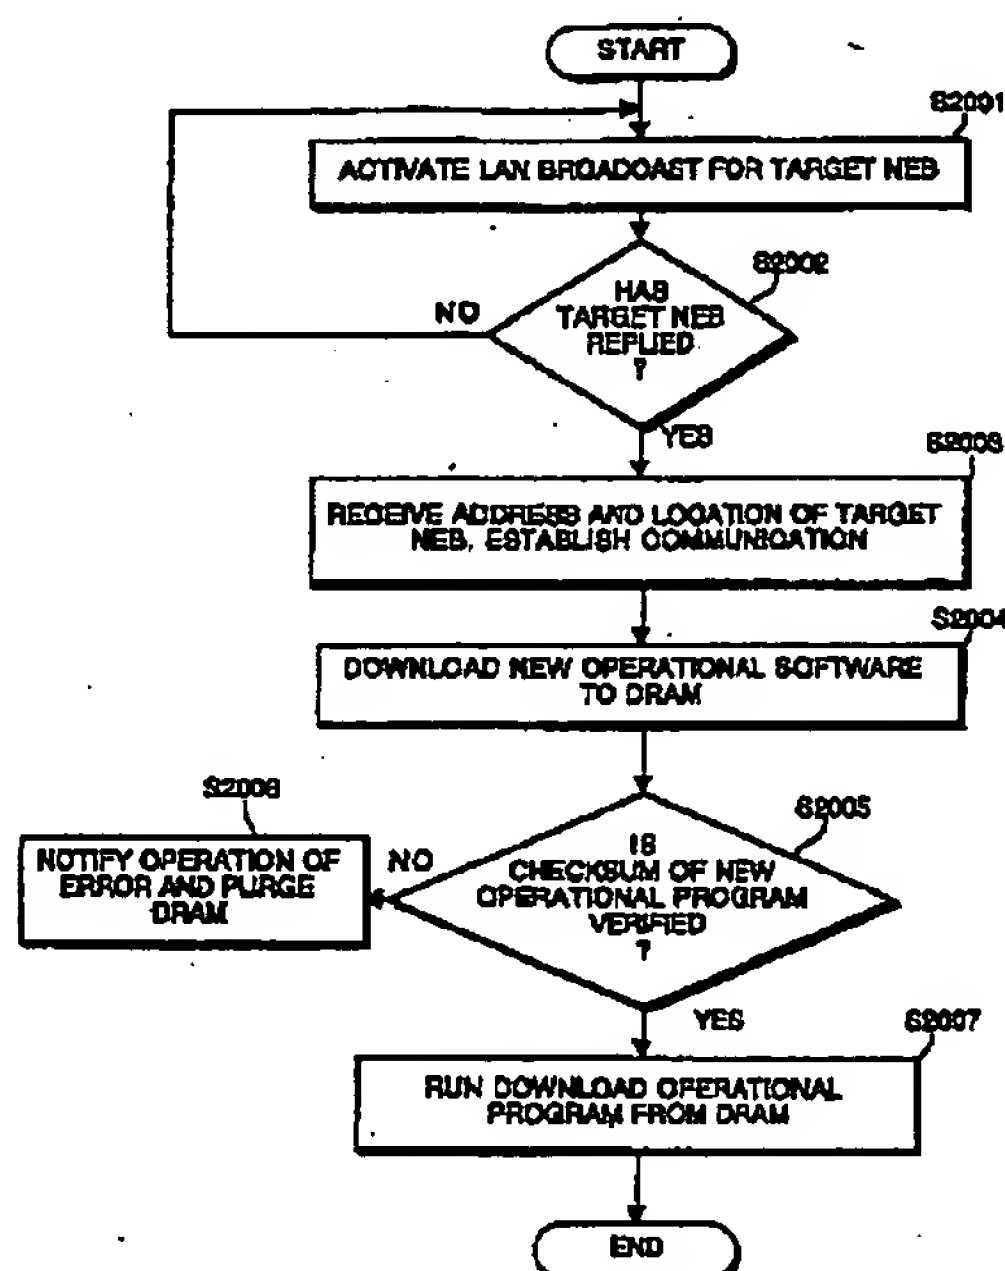 START
S2001
ACTIVATE LAN BROADCAST FOR TARGET NEB
S2002
HAS
TARGET NEB
REPLIED
?
NO
YES
S2003
RECEIVE ADDRESS AND LOCATION OF TARGET
NEB, ESTABLISH COMMUNICATION
S2004
DOWNLOAD NEW OPERATIONAL SOFTWARE
TO DRAM
S2006
NOTIFY OPERATION OF
ERROR AND PURGE
DRAM
NO
S2005
IS
CHECKSUM OF NEW
OPERATIONAL PROGRAM
VERIFIED
?
YES
S2007
RUN DOWNLOAD OPERATIONAL
PROGRAM FROM DRAM
END